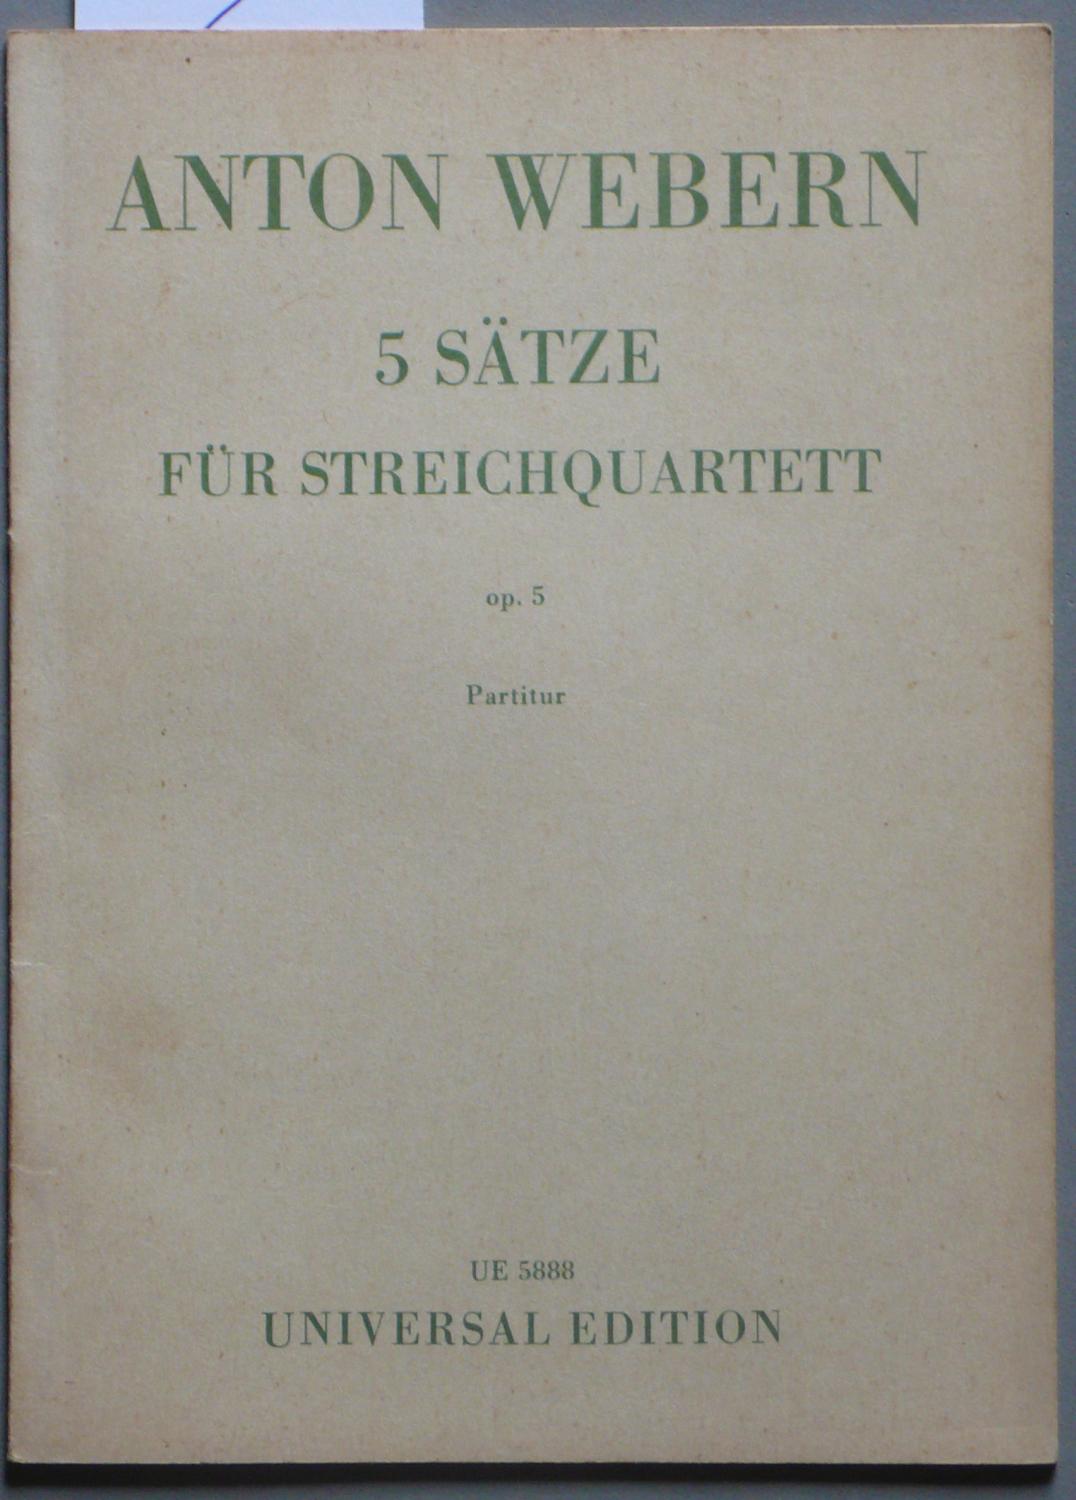 ANTON WEBERN
5 SÄTZE
FÜR STREICHQUARTETT
op. 5
Partitur
UE 5888
UNIVERSAL EDITION